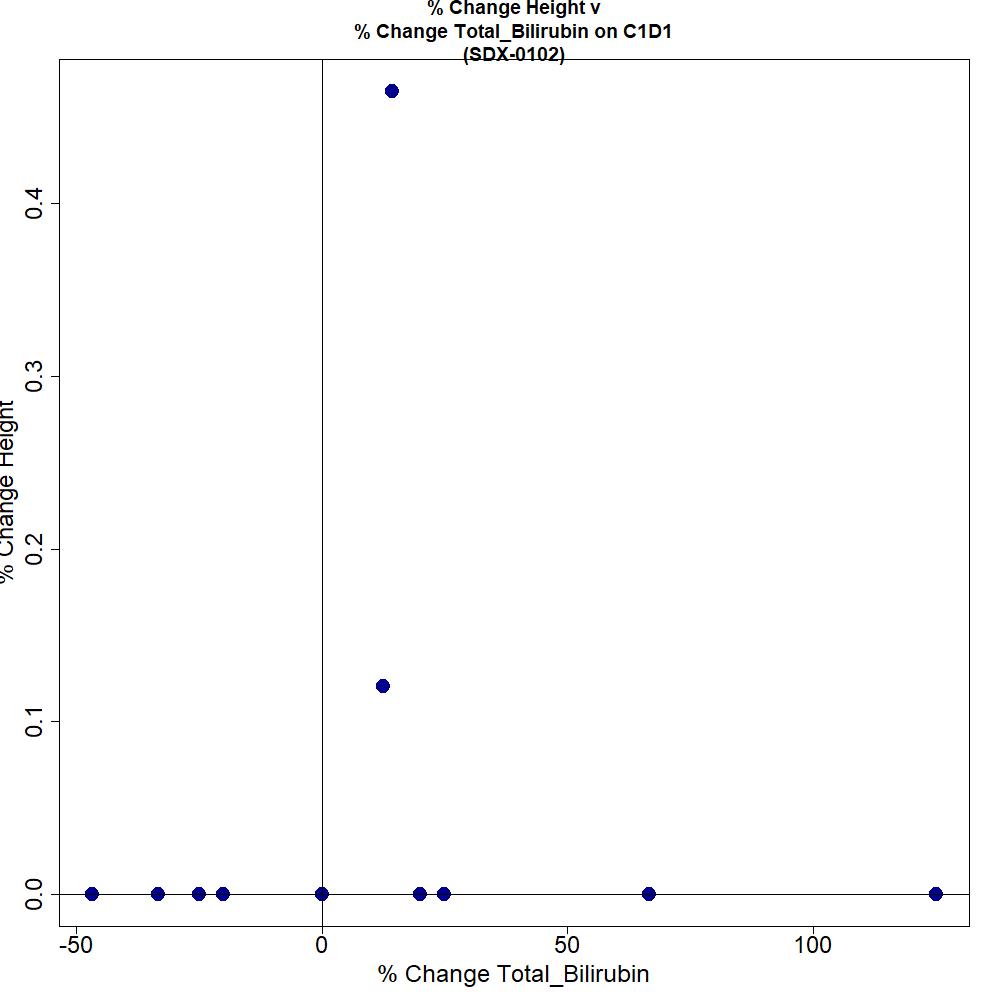 % Change Height v
% Change Total_Bilirubin on C1D1
(SDX-0102)
% Change Height
0.4
0.3
0.2
0.1
0.0
-50
0
50
100
% Change Total_Bilirubin